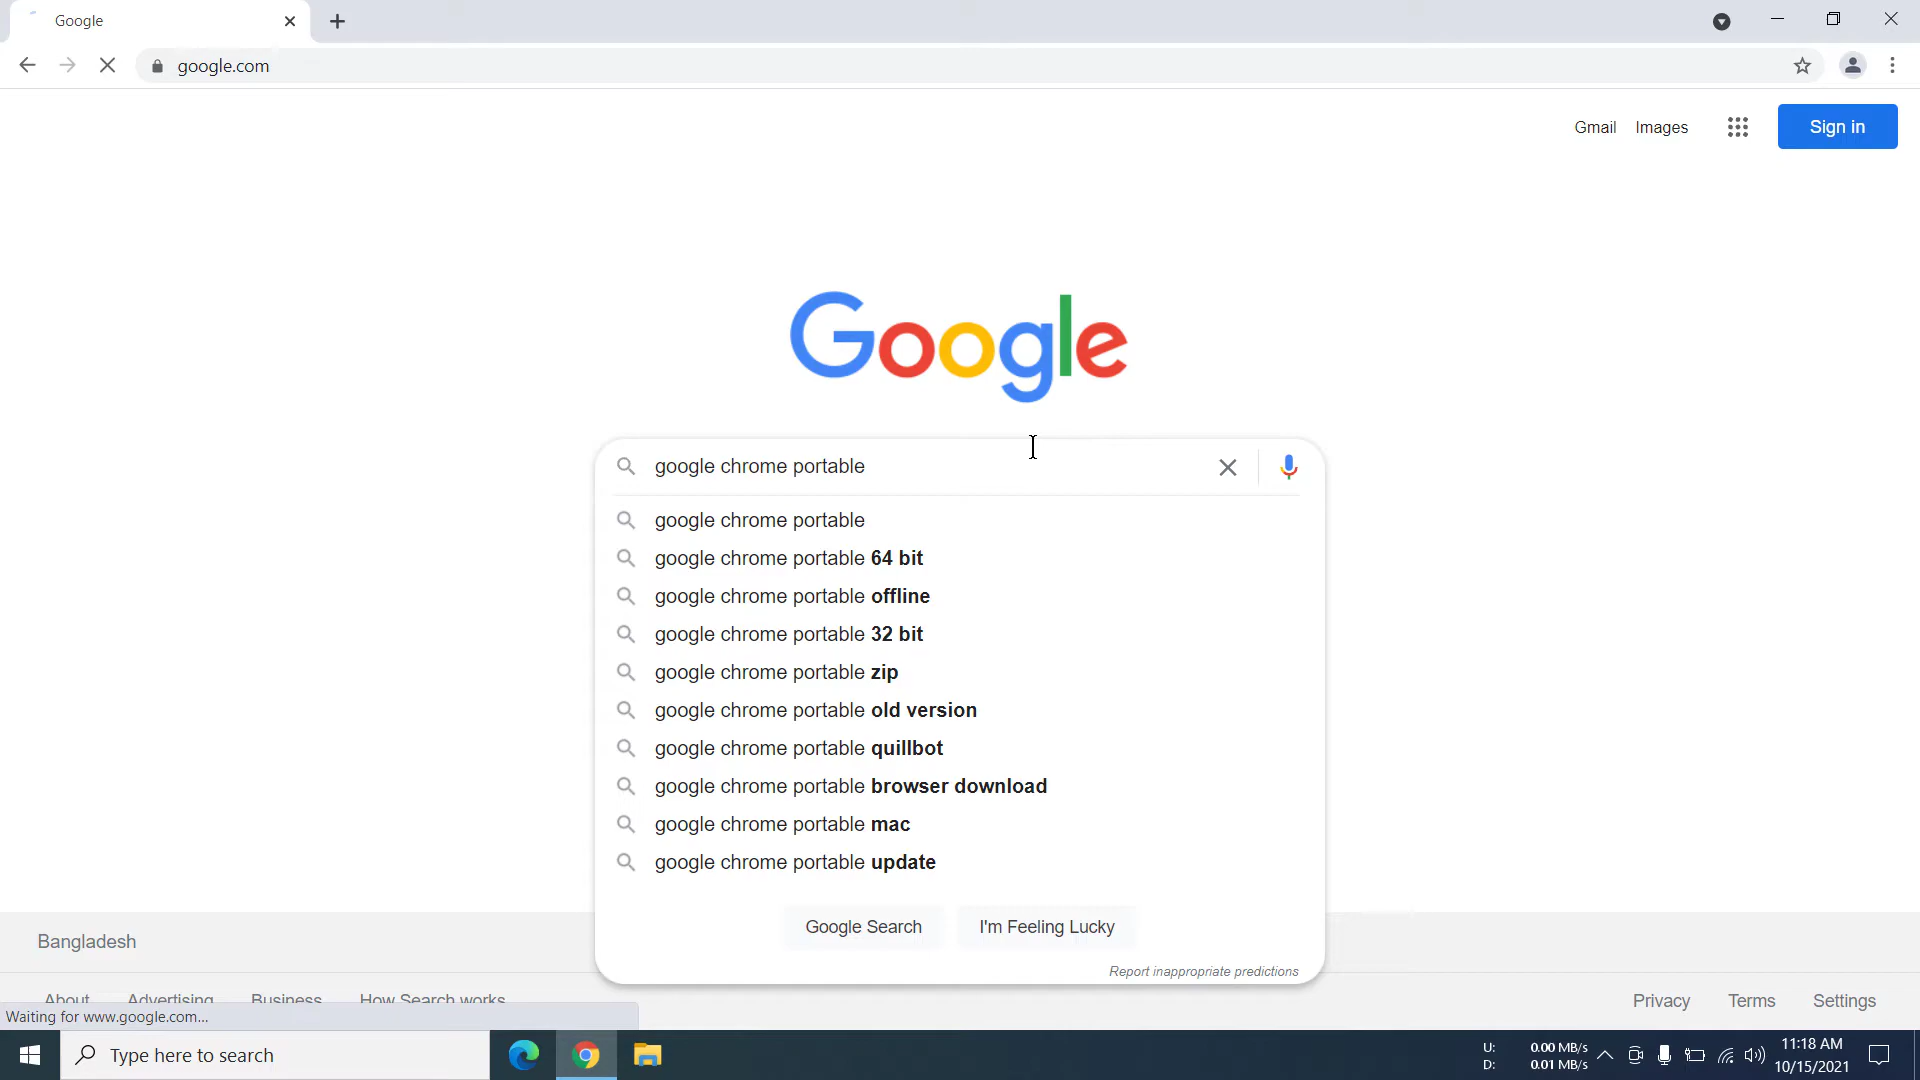 Google
google.com
Gmail Images Sign in
Google
google chrome portable
google chrome portable
google chrome portable 64 bit
google chrome portable offline
google chrome portable 32 bit
google chrome portable zip
google chrome portable old version
google chrome portable quillbot
google chrome portable browser download
google chrome portable mac
google chrome portable update
Google Search I'm Feeling Lucky
Report inappropriate predictions
Bangladesh
About Advertising Business How Search works Privacy Terms Settings
Waiting for www.google.com...
Type here to search
U: 0.00 MB/s
D: 0.01 MB/s
11:18 AM
10/15/2021